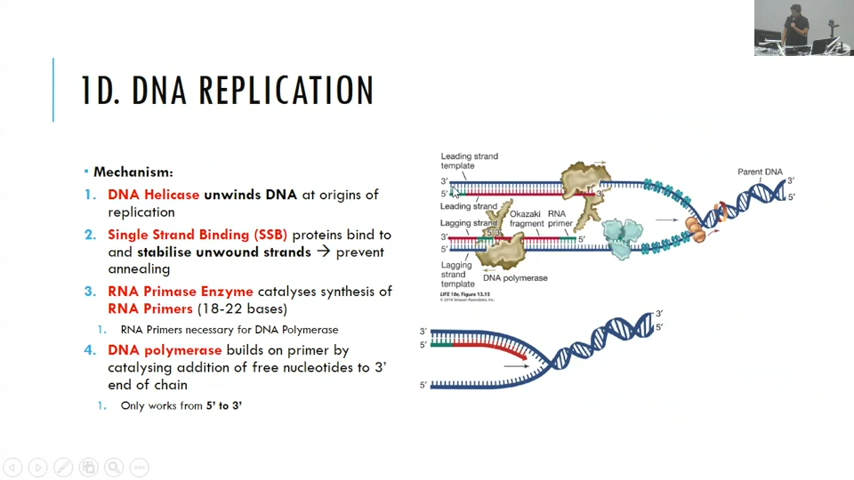 1D. DNA REPLICATION
Mechanism:
1. DNA Helicase unwinds DNA at origins of
replication
2. Single Strand Binding (SSB) proteins bind to
and stabilise unwound strands → prevent
annealing
3. RNA Primase Enzyme catalyses synthesis of
RNA Primers (18-22 bases)
1. RNA Primers necessary for DNA Polymerase
4. DNA polymerase builds on primer by
catalysing addition of free nucleotides to 3'
end of chain
1. Only works from 5' to 3'
Leading strand
template
3'
5'
3'
Leading strand
Lagging strand
Okazaki
fragment
RNA
primer
3'
5'
5'
Lagging
strand
template
DNA polymerase
Parent DNA
3'
5'
LIFE 10e, Figure 13.15
3'
5'
5'
3'
5'